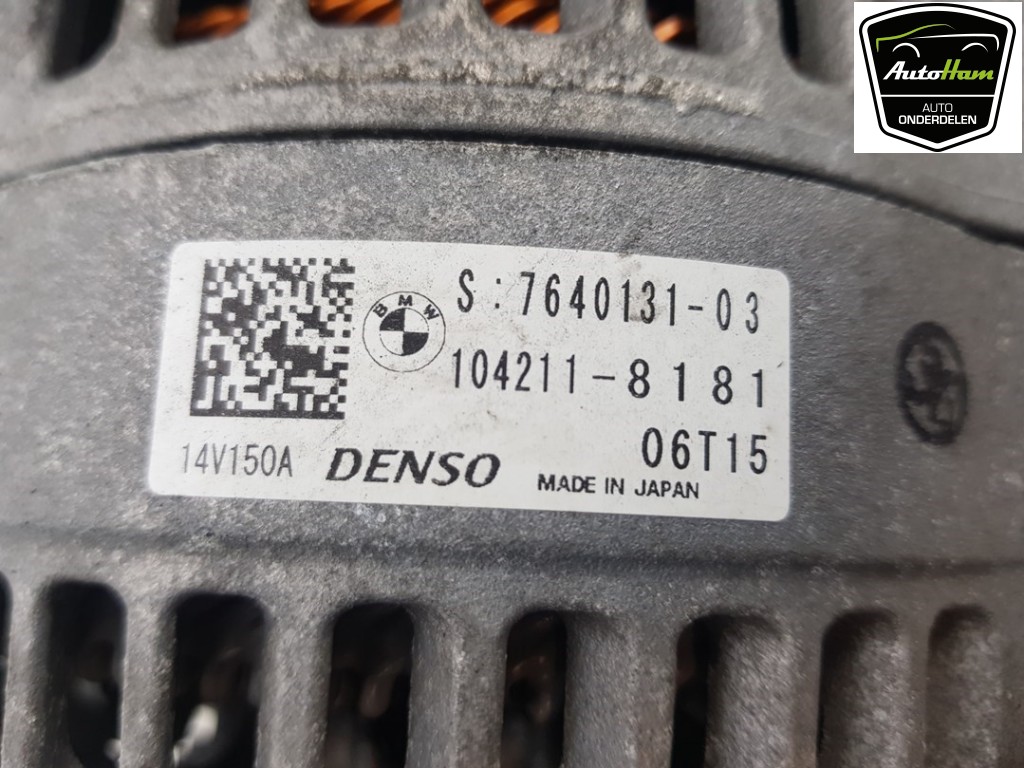 AutoHam
AUTO
ONDERDELEN
BMW
S:7640131-03
104211-8181
06T15
14V150A DENSO MADE IN JAPAN